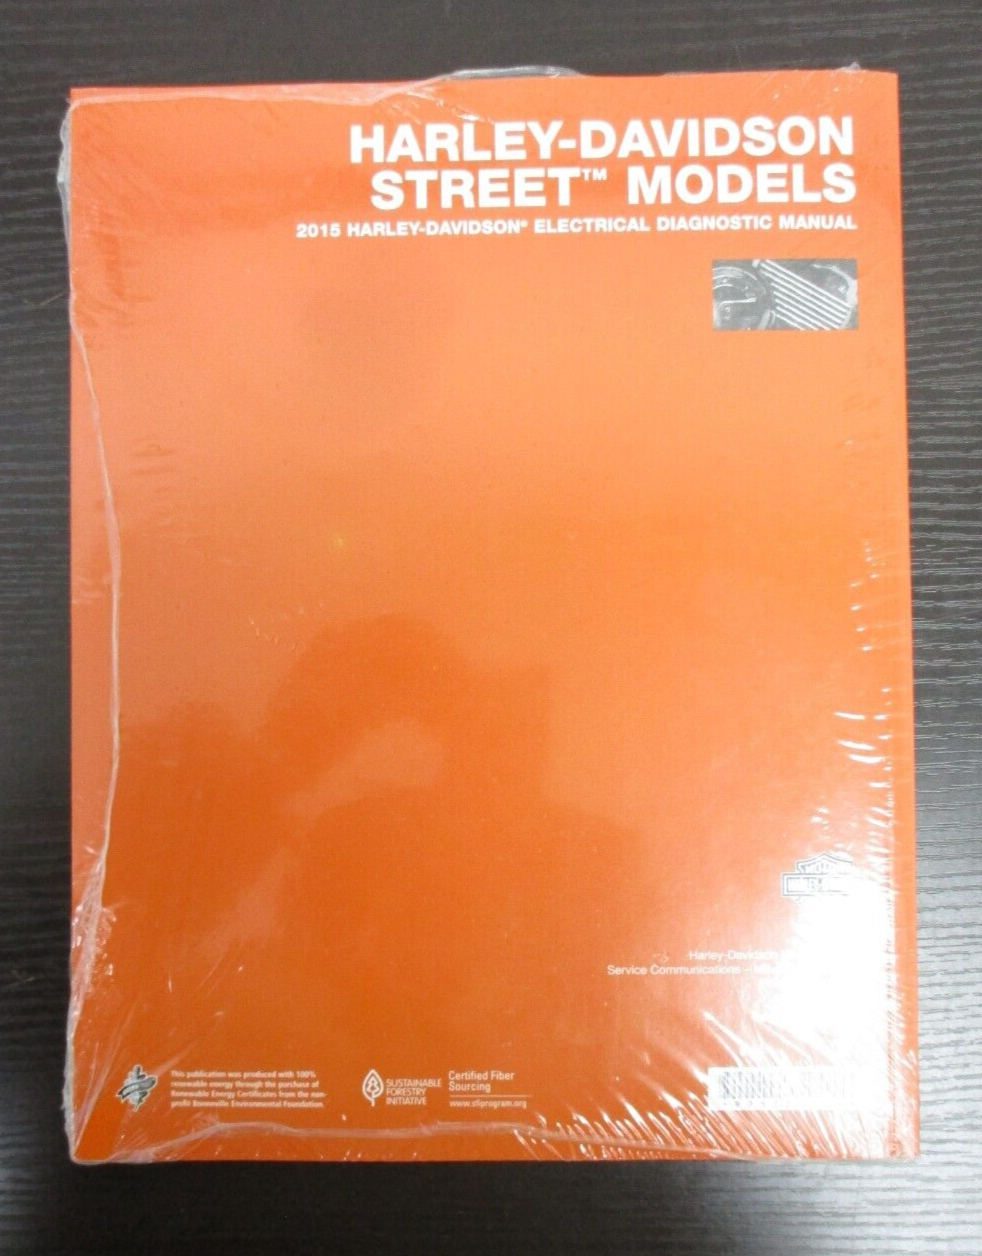 HARLEY-DAVIDSON
STREET™ MODELS
2015 HARLEY-DAVIDSON® ELECTRICAL DIAGNOSTIC MANUAL
Harley-Davidson
Service Communications –
This publication was produced with 100%
renewable energy through the purchase of
Renewable Energy Certificates from the non-
profit Bonneville Environmental Foundation.
SUSTAINABLE
FORESTRY
INITIATIVE
Certified Fiber
Sourcing
www.sfiprogram.org